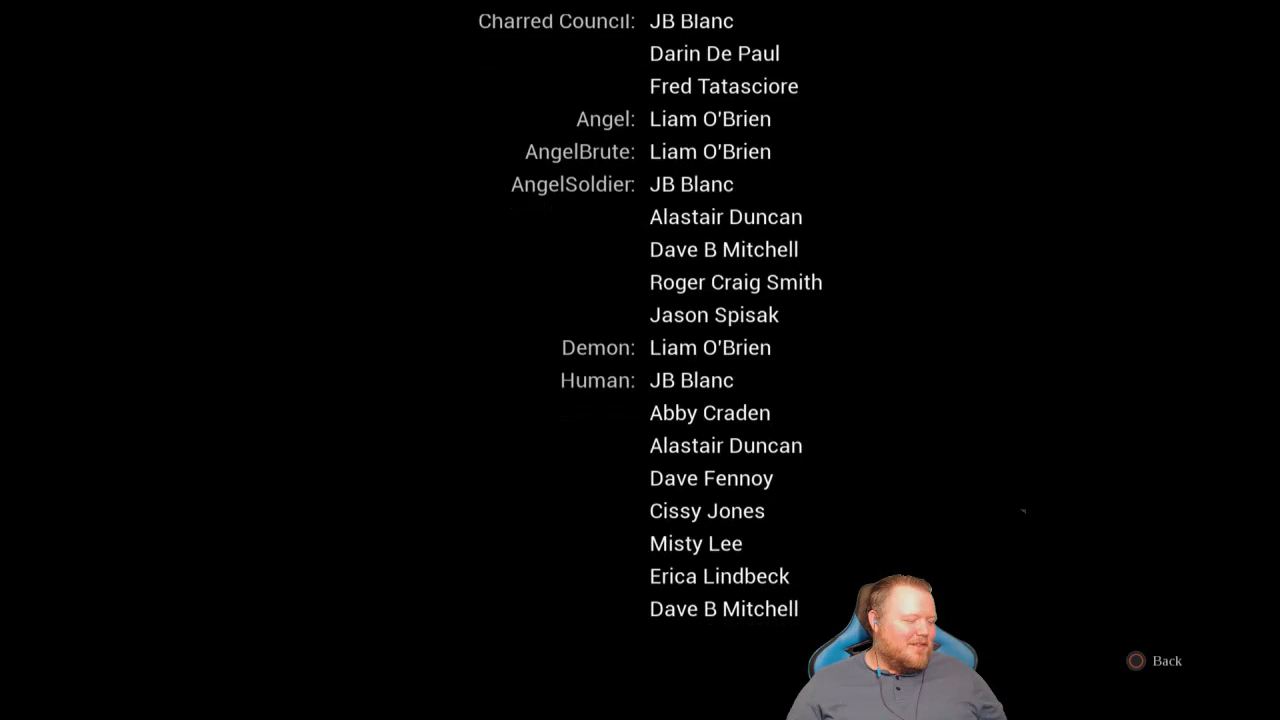 Charred Council: JB Blanc
Darin De Paul
Fred Tatasciore
Angel: Liam O'Brien
AngelBrute: Liam O'Brien
AngelSoldier: JB Blanc
Alastair Duncan
Dave B Mitchell
Roger Craig Smith
Jason Spisak
Demon: Liam O'Brien
Human: JB Blanc
Abby Craden
Alastair Duncan
Dave Fennoy
Cissy Jones
Misty Lee
Erica Lindbeck
Dave B Mitchell
Back